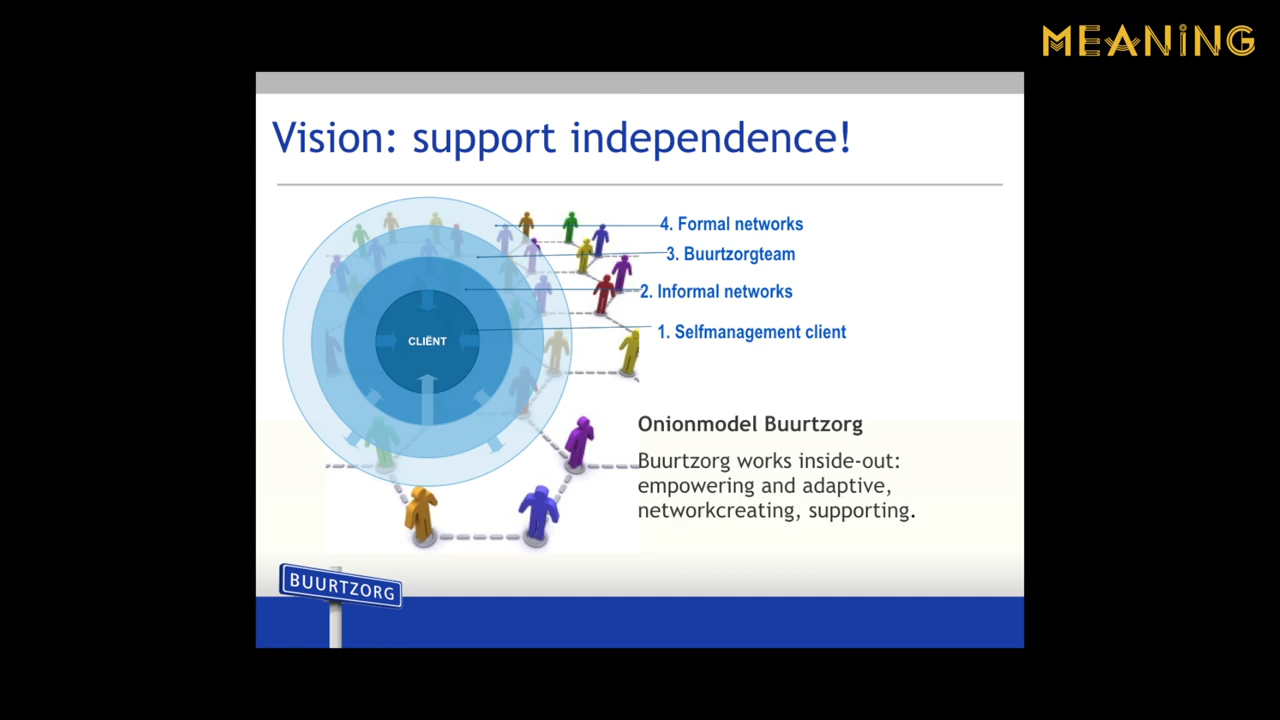 MEANING
Vision: support independence!
4. Formal networks
3. Buurtzorgteam
2. Informal networks
1. Selfmanagement client
CLIËNT
Onionmodel Buurtzorg
Buurtzorg works inside-out:
empowering and adaptive,
networkcreating, supporting.
BUURTZORG